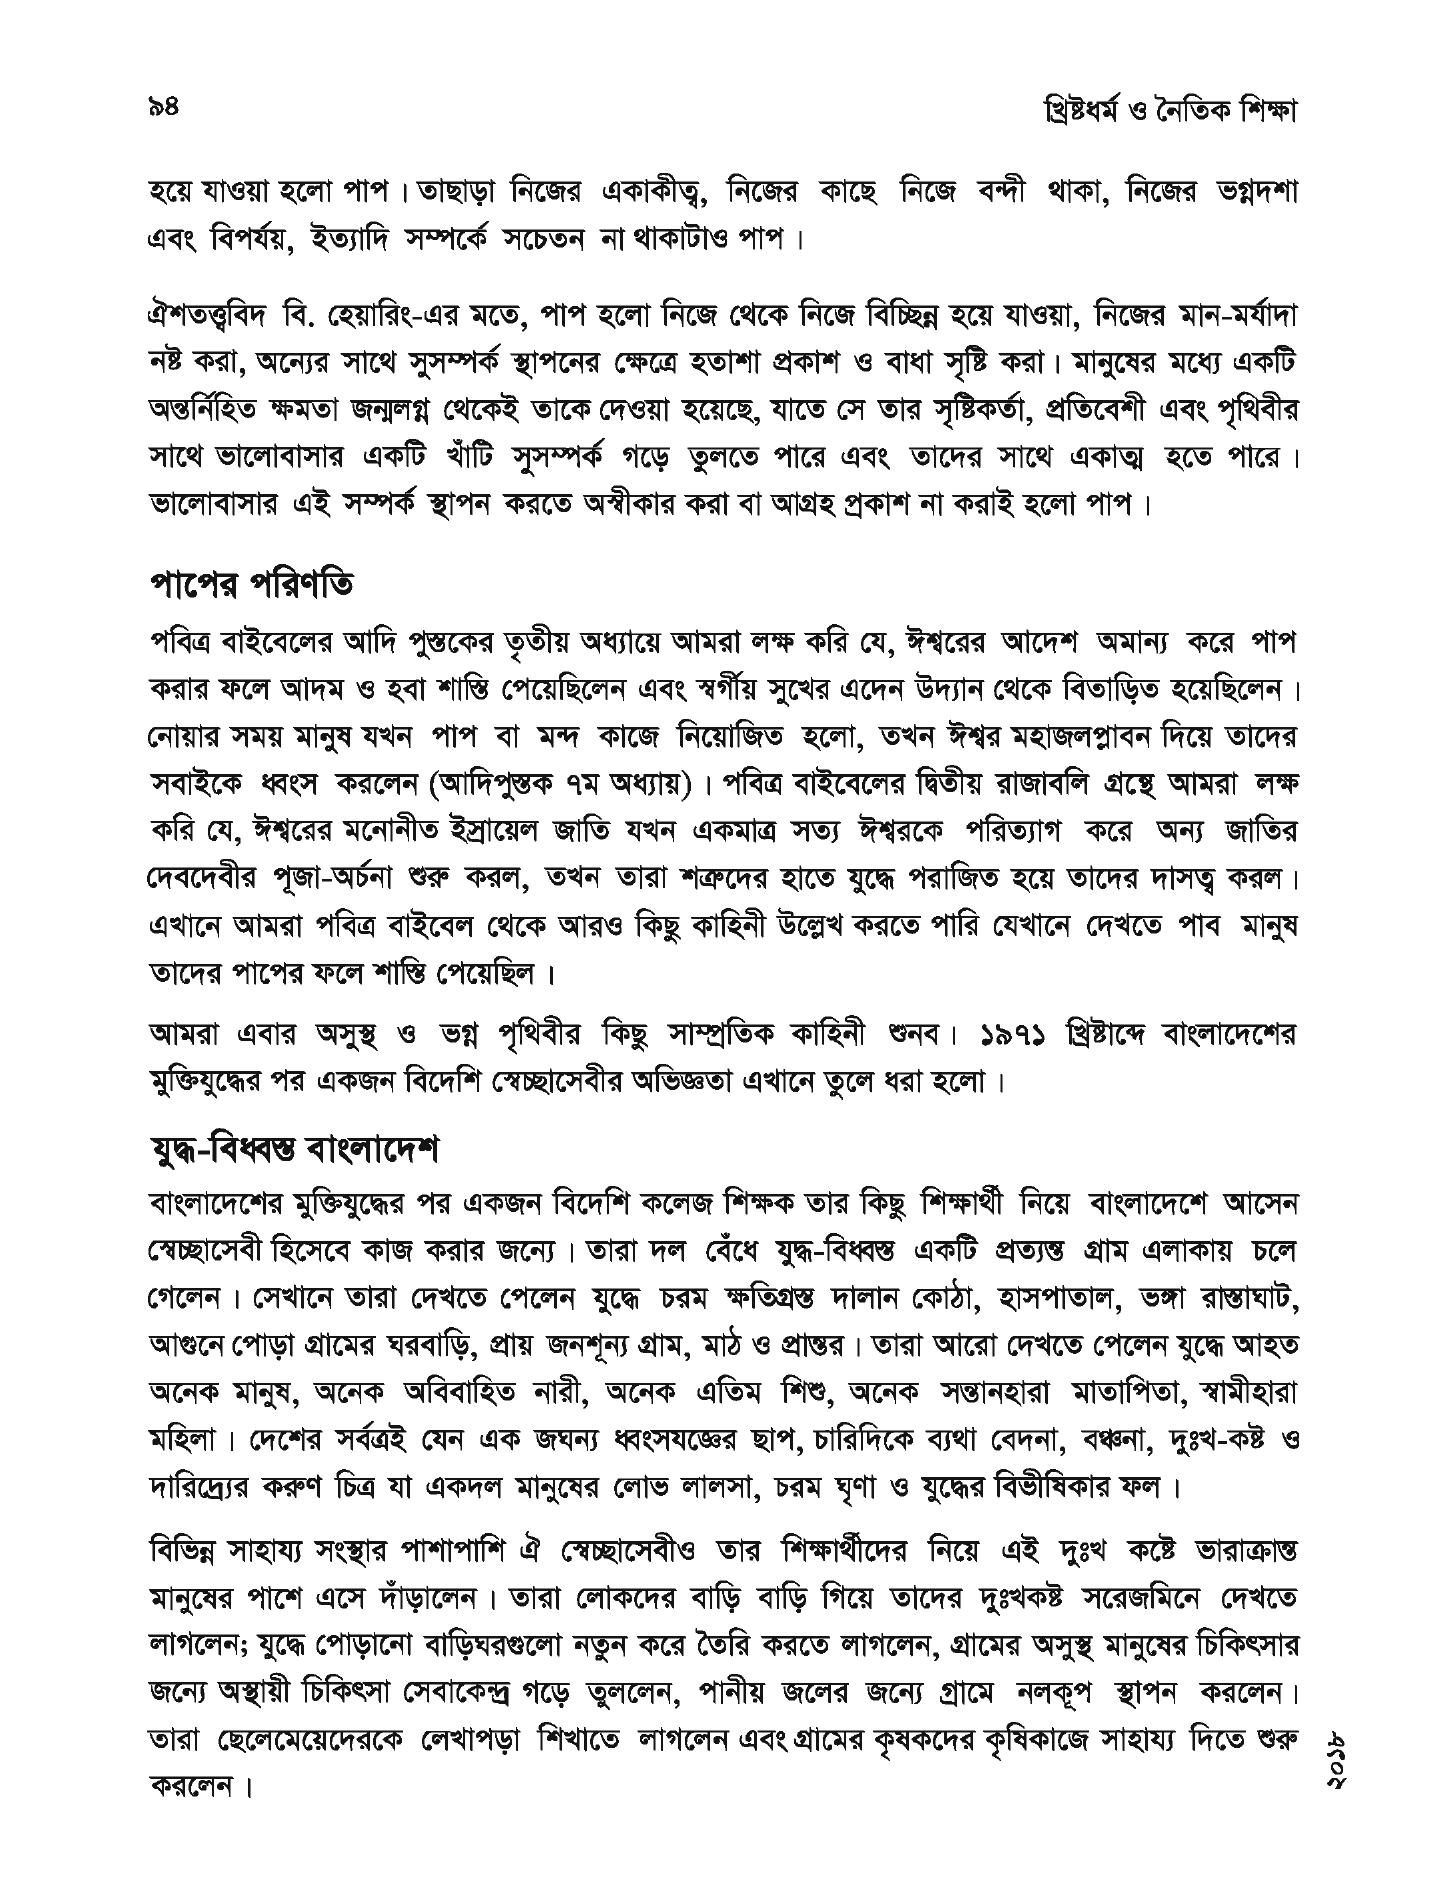 ৯৪
খ্রিষ্টধর্ম ও নৈতিক শিক্ষা
হয়ে যাওয়া হলো পাপ। তাছাড়া নিজের একাকীত্ব, নিজের কাছে নিজে বন্দী থাকা, নিজের ভগ্নদশা
এবং বিপর্যয়, ইত্যাদি সম্পর্কে সচেতন না থাকাটাও পাপ।
ঐশতত্ত্ববিদ বি. হেয়ারিং-এর মতে, পাপ হলো নিজে থেকে নিজে বিচ্ছিন্ন হয়ে যাওয়া, নিজের মান-মর্যাদা
নষ্ট করা, অন্যের সাথে সুসম্পর্ক স্থাপনের ক্ষেত্রে হতাশা প্রকাশ ও বাধা সৃষ্টি করা। মানুষের মধ্যে একটি
অন্তর্নিহিত ক্ষমতা জন্মলগ্ন থেকেই তাকে দেওয়া হয়েছে, যাতে সে তার সৃষ্টিকর্তা, প্রতিবেশী এবং পৃথিবীর
সাথে ভালোবাসার একটি খাঁটি সুসম্পর্ক গড়ে তুলতে পারে এবং তাদের সাথে একাত্ম হতে পারে।
ভালোবাসার এই সম্পর্ক স্থাপন করতে অস্বীকার করা বা আগ্রহ প্রকাশ না করাই হলো পাপ।
পাপের পরিণতি
পবিত্র বাইবেলের আদি পুস্তকের তৃতীয় অধ্যায়ে আমরা লক্ষ করি যে, ঈশ্বরের আদেশ অমান্য করে পাপ
করার ফলে আদম ও হবা শাস্তি পেয়েছিলেন এবং স্বর্গীয় সুখের এদেন উদ্যান থেকে বিতাড়িত হয়েছিলেন।
নোয়ার সময় মানুষ যখন পাপ বা মন্দ কাজে নিয়োজিত হলো, তখন ঈশ্বর মহাজলপ্লাবন দিয়ে তাদের
সবাইকে ধ্বংস করলেন (আদিপুস্তক ৭ম অধ্যায়)। পবিত্র বাইবেলের দ্বিতীয় রাজাবলি গ্রন্থে আমরা লক্ষ
করি যে, ঈশ্বরের মনোনীত ইস্রায়েল জাতি যখন একমাত্র সত্য ঈশ্বরকে পরিত্যাগ করে অন্য জাতির
দেবদেবীর পূজা-অর্চনা শুরু করল, তখন তারা শত্রুদের হাতে যুদ্ধে পরাজিত হয়ে তাদের দাসত্ব করল।
এখানে আমরা পবিত্র বাইবেল থেকে আরও কিছু কাহিনী উল্লেখ করতে পারি যেখানে দেখতে পাব মানুষ
তাদের পাপের ফলে শাস্তি পেয়েছিল।
আমরা এবার অসুস্থ ও ভগ্ন পৃথিবীর কিছু সাম্প্রতিক কাহিনী শুনব। ১৯৭১ খ্রিষ্টাব্দে বাংলাদেশের
মুক্তিযুদ্ধের পর একজন বিদেশি স্বেচ্ছাসেবীর অভিজ্ঞতা এখানে তুলে ধরা হলো।
যুদ্ধ-বিধ্বস্ত বাংলাদেশ
বাংলাদেশের মুক্তিযুদ্ধের পর একজন বিদেশি কলেজ শিক্ষক তার কিছু শিক্ষার্থী নিয়ে বাংলাদেশে আসেন
স্বেচ্ছাসেবী হিসেবে কাজ করার জন্যে। তারা দল বেঁধে যুদ্ধ-বিধ্বস্ত একটি প্রত্যন্ত গ্রাম এলাকায় চলে
গেলেন। সেখানে তারা দেখতে পেলেন যুদ্ধে চরম ক্ষতিগ্রস্ত দালান কোঠা, হাসপাতাল, ভঙ্গা রাস্তাঘাট,
আগুনে পোড়া গ্রামের ঘরবাড়ি, প্রায় জনশূন্য গ্রাম, মাঠ ও প্রান্তর। তারা আরো দেখতে পেলেন যুদ্ধে আহত
অনেক মানুষ, অনেক অবিবাহিত নারী, অনেক এতিম শিশু, অনেক সন্তানহারা মাতাপিতা, স্বামীহারা
মহিলা। দেশের সর্বত্রই যেন এক জঘন্য ধ্বংসযজ্ঞের ছাপ, চারিদিকে ব্যথা বেদনা, বঞ্চনা, দুঃখ-কষ্ট ও
দারিদ্র্যের করুণ চিত্র যা একদল মানুষের লোভ লালসা, চরম ঘৃণা ও যুদ্ধের বিভীষিকার ফল।
বিভিন্ন সাহায্য সংস্থার পাশাপাশি ঐ স্বেচ্ছাসেবীও তার শিক্ষার্থীদের নিয়ে এই দুঃখ কষ্টে ভারাক্রান্ত
মানুষের পাশে এসে দাঁড়ালেন। তারা লোকদের বাড়ি বাড়ি গিয়ে তাদের দুঃখকষ্ট সরেজমিনে দেখতে
লাগলেন; যুদ্ধে পোড়ানো বাড়িঘরগুলো নতুন করে তৈরি করতে লাগলেন, গ্রামের অসুস্থ মানুষের চিকিৎসার
জন্যে অস্থায়ী চিকিৎসা সেবাকেন্দ্র গড়ে তুললেন, পানীয় জলের জন্যে গ্রামে নলকূপ স্থাপন করলেন।
তারা ছেলেমেয়েদেরকে লেখাপড়া শিখাতে লাগলেন এবং গ্রামের কৃষকদের কৃষিকাজে সাহায্য দিতে শুরু
করলেন।
২০১৮